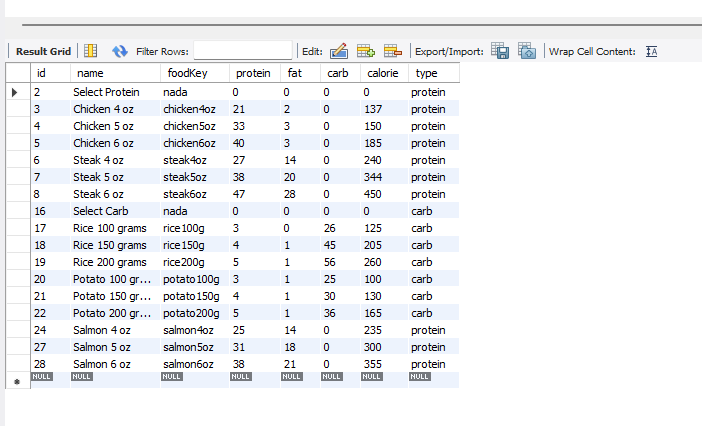 Result Grid Filter Rows: Edit: Export/Import: Wrap Cell Content: IA
id name foodKey protein fat carb calorie type
2 Select Protein nada 0 0 0 0 protein
3 Chicken 4 oz chicken4oz 21 2 0 137 protein
4 Chicken 5 oz chicken5oz 33 3 0 150 protein
5 Chicken 6 oz chicken6oz 40 3 0 185 protein
6 Steak 4 oz steak4oz 27 14 0 240 protein
7 Steak 5 oz steak5oz 38 20 0 344 protein
8 Steak 6 oz steak6oz 47 28 0 450 protein
16 Select Carb nada 0 0 0 0 carb
17 Rice 100 grams rice100g 3 0 26 125 carb
18 Rice 150 grams rice150g 4 1 45 205 carb
19 Rice 200 grams rice200g 5 1 56 260 carb
20 Potato 100 gr... potato100g 3 1 25 100 carb
21 Potato 150 gr... potato150g 4 1 30 130 carb
22 Potato 200 gr... potato200g 5 1 36 165 carb
24 Salmon 4 oz salmon4oz 25 14 0 235 protein
27 Salmon 5 oz salmon5oz 31 18 0 300 protein
28 Salmon 6 oz salmon6oz 38 21 0 355 protein
NULL NULL NULL NULL NULL NULL NULL NULL